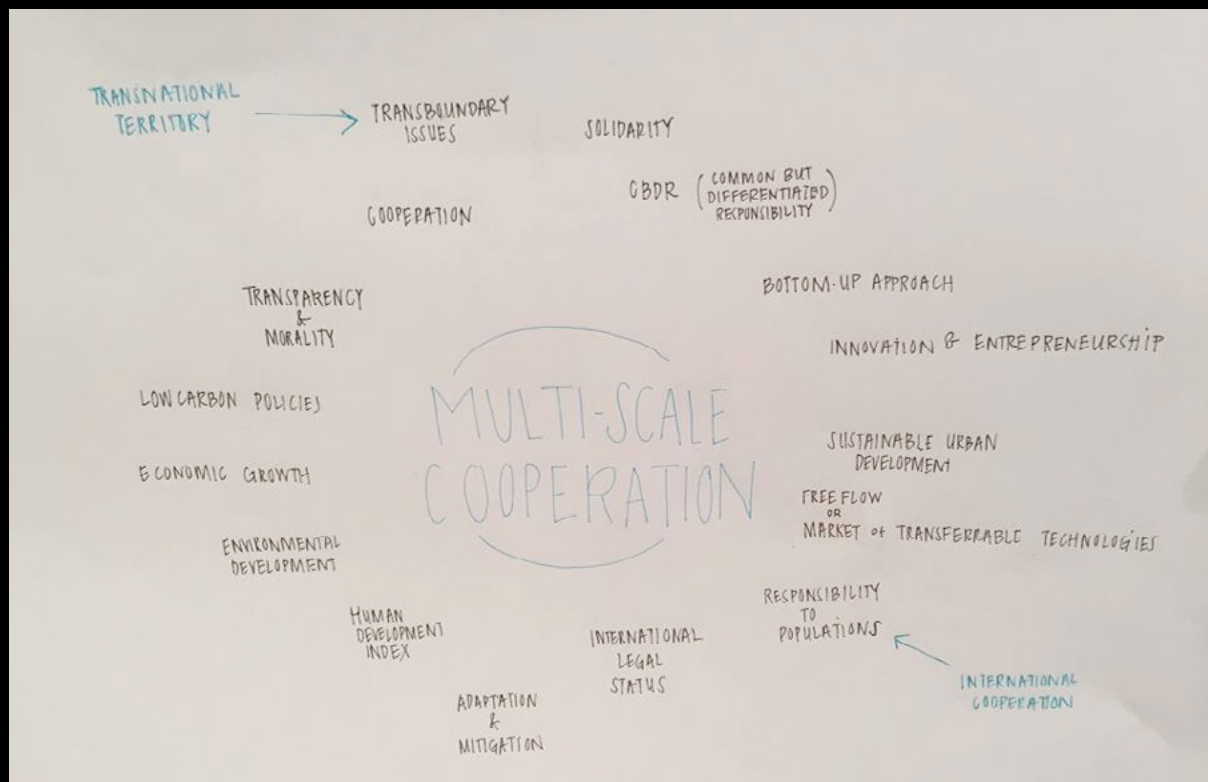 TRANSNATIONAL
TERRITORY
TRANSBOUNDARY
ISSUES
SOLIDARITY
CBDR (COMMON BUT
DIFFERENTIATED
RESPONSIBILITY)
COOPERATION
BOTTOM-UP APPROACH
TRANSPARENCY
&
MORALITY
INNOVATION & ENTREPRENEURSHIP
LOW CARBON POLICIES
MULTI-SCALE
COOPERATION
SUSTAINABLE URBAN
DEVELOPMENT
ECONOMIC GROWTH
FREE FLOW
OR
MARKET of TRANSFERRABLE TECHNOLOGIES
ENVIRONMENTAL
DEVELOPMENT
RESPONSIBILITY
TO
POPULATIONS
HUMAN
DEVELOPMENT
INDEX
INTERNATIONAL
LEGAL
STATUS
INTERNATIONAL
COOPERATION
ADAPTATION
&
MITIGATION